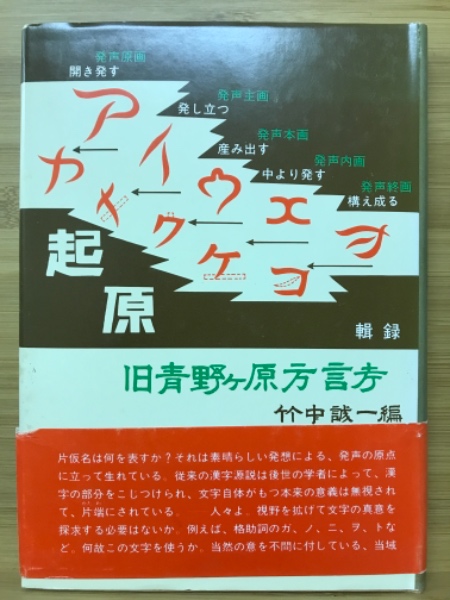 発声原画
開き発す
発声主画
発し立つ
発声本画
産み出す
発声内画
中より発す
発声終画
構え成る
アイウエオ
カキクケコ
起原
輯録
旧青野ヶ原方言考
竹中誠一編
片仮名は何を表すか?それは素晴らしい発想による、発声の原点
に立って生れている。従来の漢字源説は後世の学者によって、漢
字の部分をこじつけられ、文字自体がもつ本来の意義は無視され
て、片端にされている。　人々よ、視野を拡げて文字の真意を
探求する必要はないか。例えば、格助詞のガ、ノ、ニ、ヲ、トな
ど、何故この文字を使うか。当然の意を不問に付している、当域